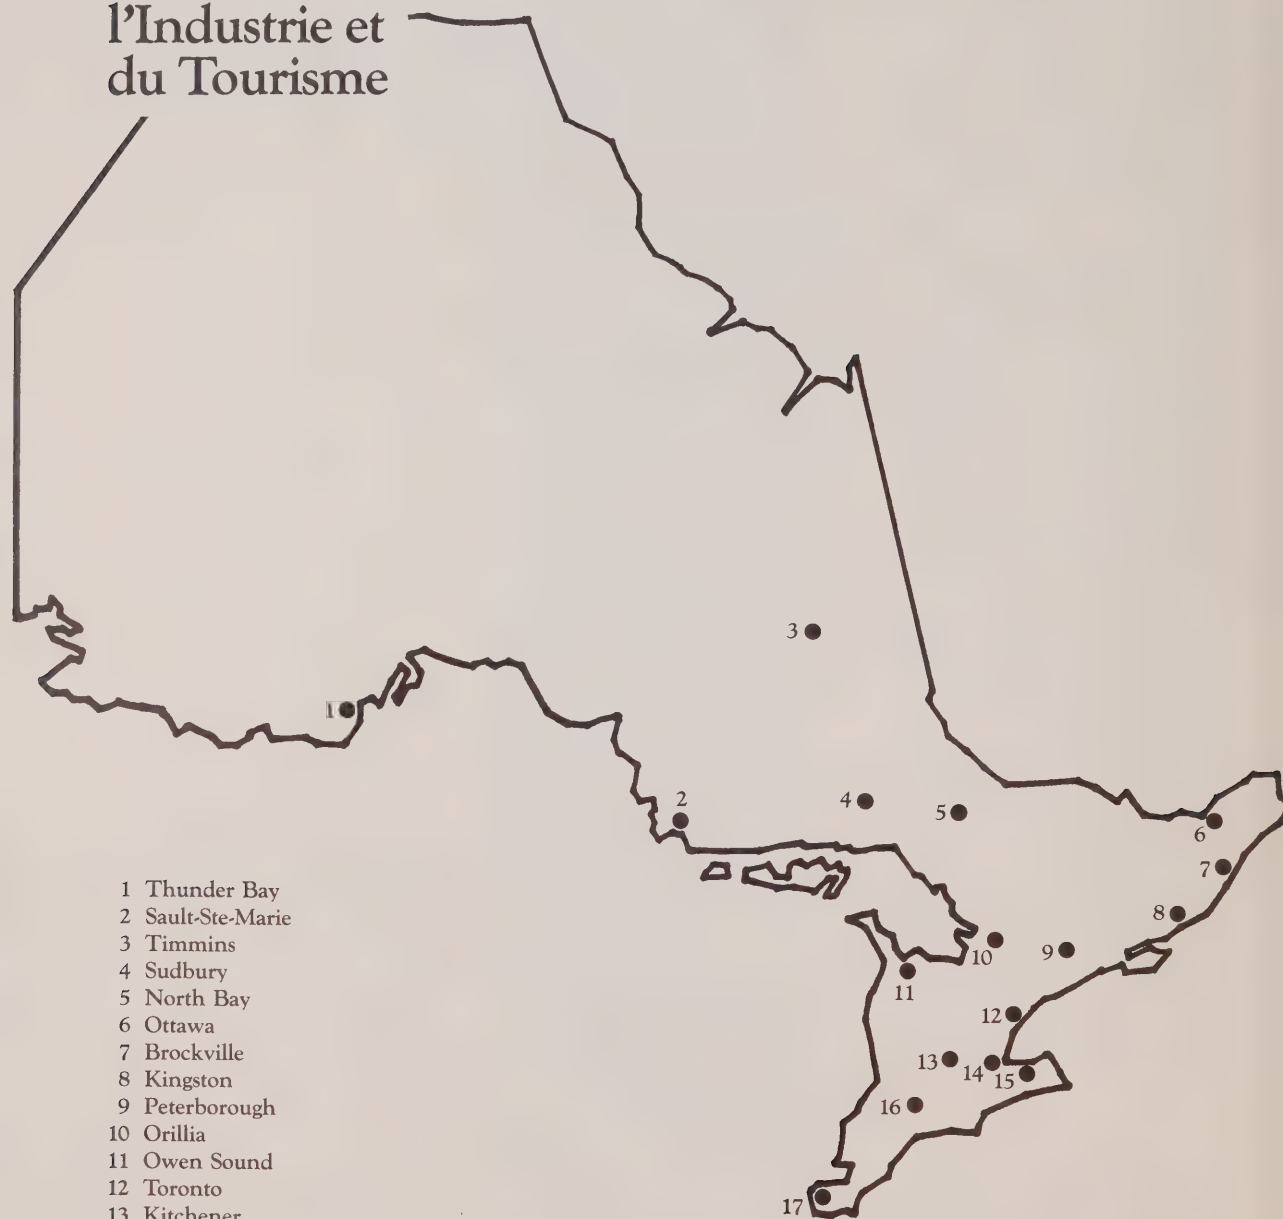 l'Industrie et
du Tourisme
3
1
2
4
5
6
7
8
9
10
11
12
13
14
15
16
17
1 Thunder Bay
2 Sault-Ste-Marie
3 Timmins
4 Sudbury
5 North Bay
6 Ottawa
7 Brockville
8 Kingston
9 Peterborough
10 Orillia
11 Owen Sound
12 Toronto
13 Kitchener